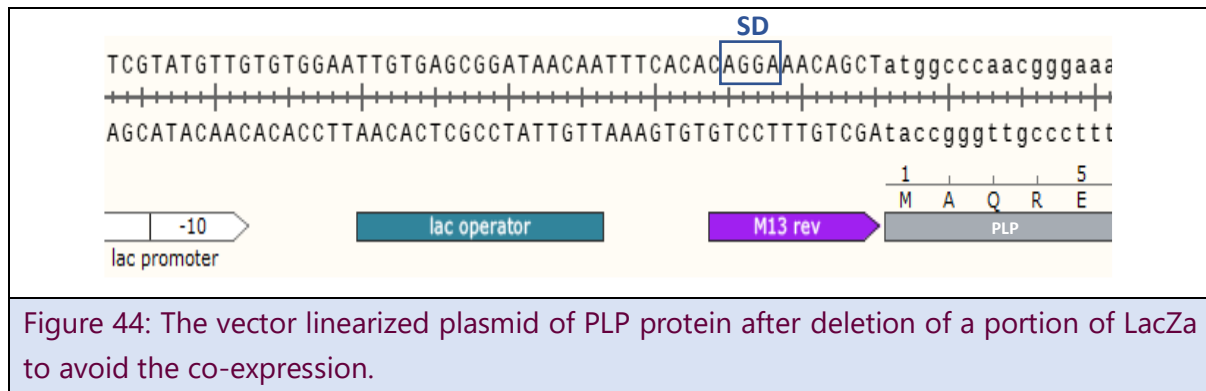 SD
TCGTATGTTGTGTGGAATTGTGAGCGGATAACAATTTCACACAGGAAACAGCTatggcccaacgggaaa
AGCATACAACACACCTTAACACTCGCCTATTGTTAAAGTGTGTCCTTTGTCGAtaccgggttgcccttt
1 5
M A Q R E
-10 lac operator M13 rev PLP
lac promoter
Figure 44: The vector linearized plasmid of PLP protein after deletion of a portion of LacZa
to avoid the co-expression.